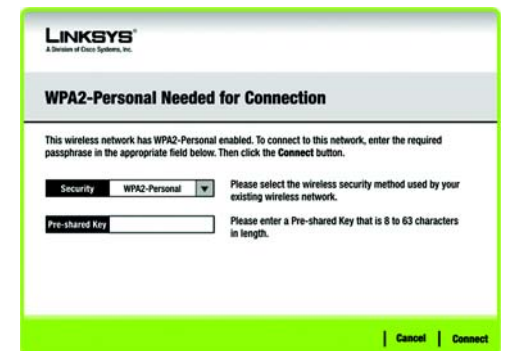 LINKSYS®
A Division of Cisco Systems, Inc.
WPA2-Personal Needed for Connection
This wireless network has WPA2-Personal enabled. To connect to this network, enter the required
passphrase in the appropriate field below. Then click the Connect button.
Security WPA2-Personal
Please select the wireless security method used by your
existing wireless network.
Pre-shared Key
Please enter a Pre-shared Key that is 8 to 63 characters
in length.
Cancel Connect